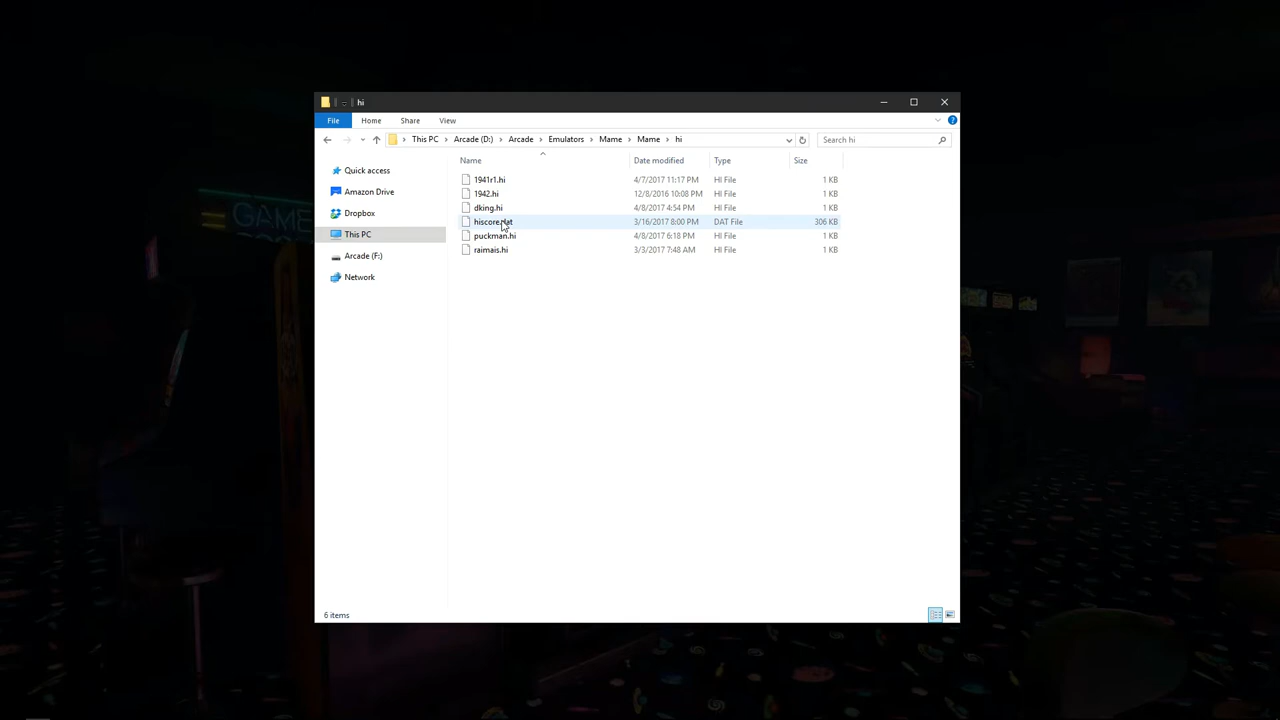 hi
File Home Share View
This PC Arcade (D:) Arcade Emulators Mame Mame hi Search hi
Name Date modified Type Size
Quick access
Amazon Drive
Dropbox
This PC
Arcade (F:)
Network
1941r1.hi 4/7/2017 11:17 PM HI File 1 KB
1942.hi 12/8/2016 10:08 PM HI File 1 KB
dking.hi 4/8/2017 4:54 PM HI File 1 KB
hiscore.dat 3/16/2017 8:00 PM DAT File 306 KB
puckman.hi 4/8/2017 6:18 PM HI File 1 KB
raimais.hi 3/3/2017 7:48 AM HI File 1 KB
6 items
GAME